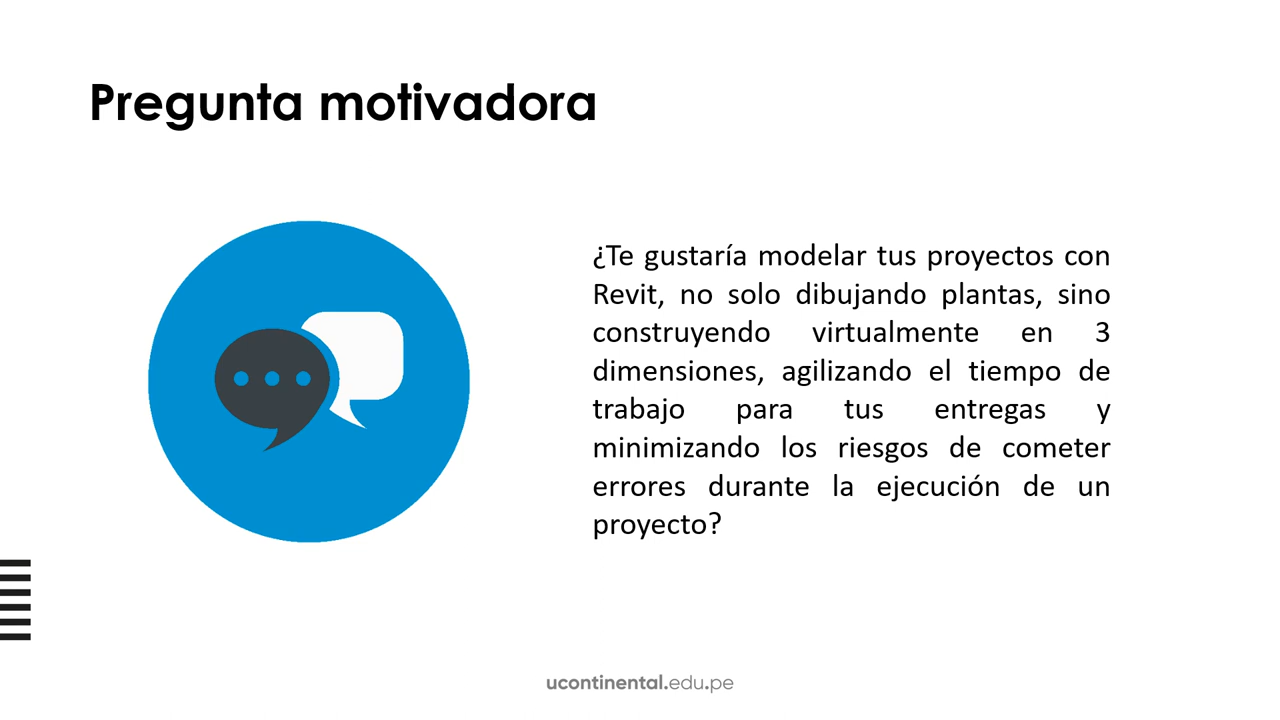 Pregunta motivadora
¿Te gustaría modelar tus proyectos con
Revit, no solo dibujando plantas, sino
construyendo virtualmente en 3
dimensiones, agilizando el tiempo de
trabajo para tus entregas y
minimizando los riesgos de cometer
errores durante la ejecución de un
proyecto?
ucontinental.edu.pe